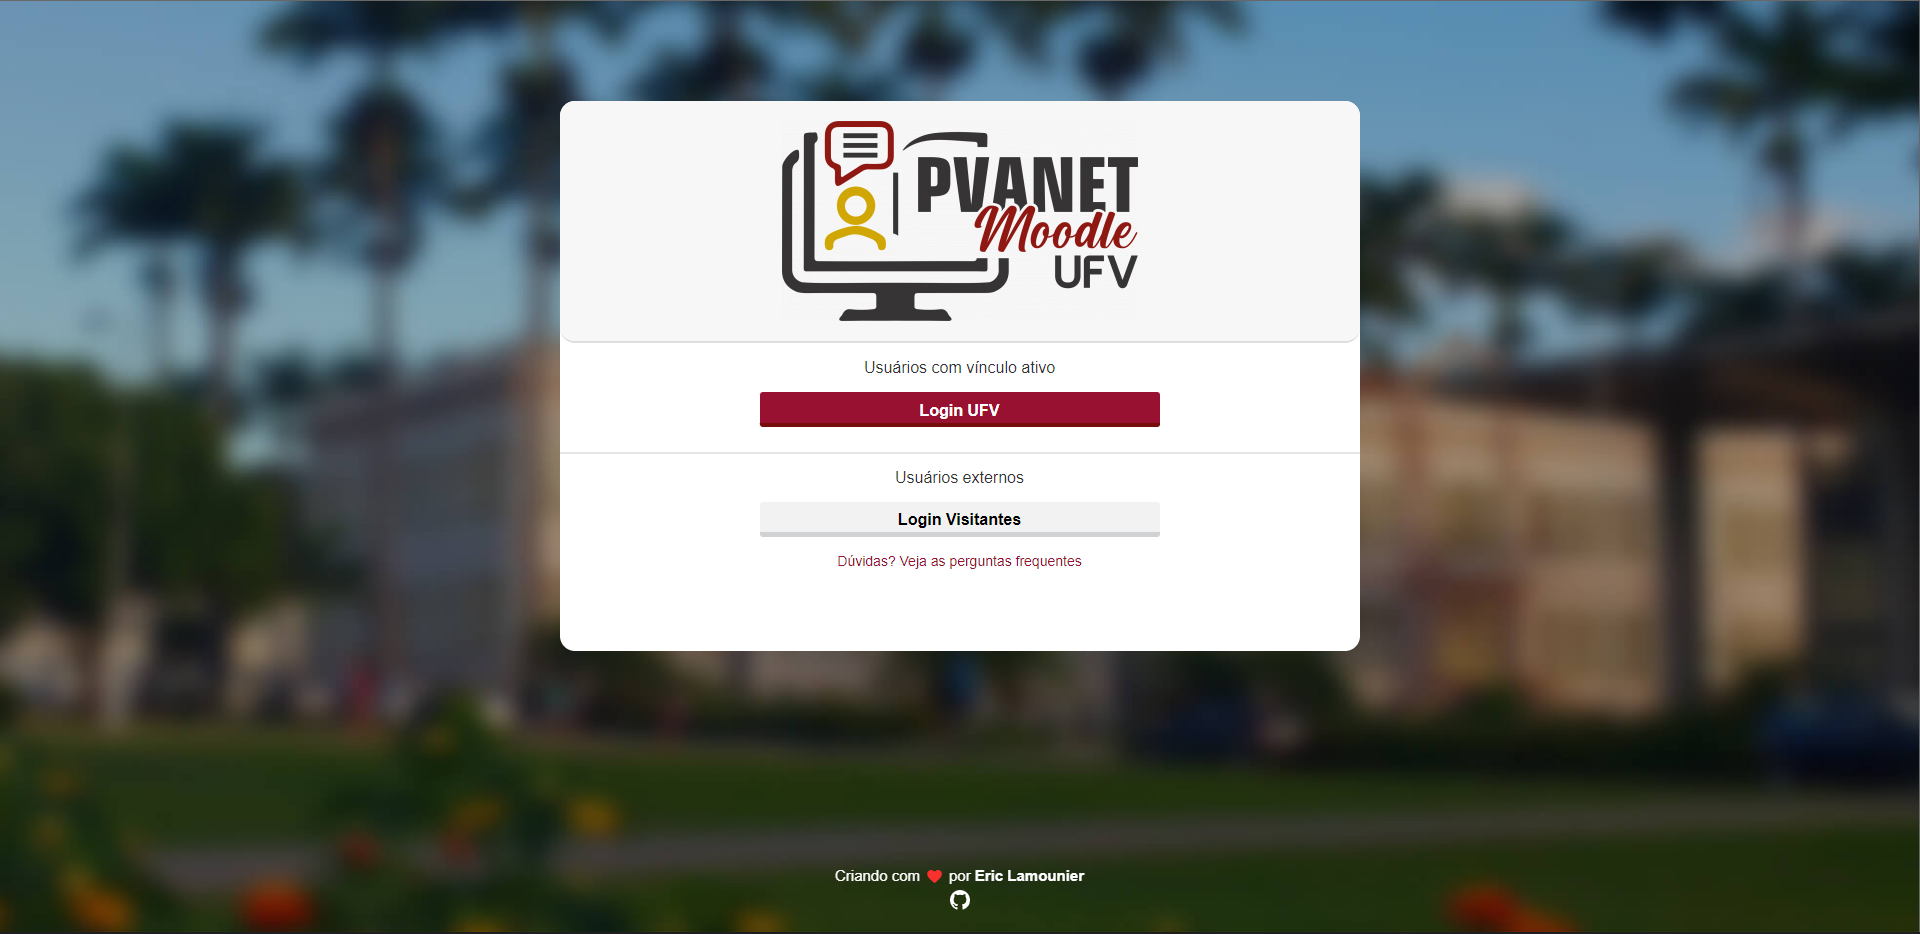 PVANET
Moodle
UFV
Usuários com vínculo ativo
Login UFV
Usuários externos
Login Visitantes
Dúvidas? Veja as perguntas frequentes
Criando com ❤ por Eric Lamounier